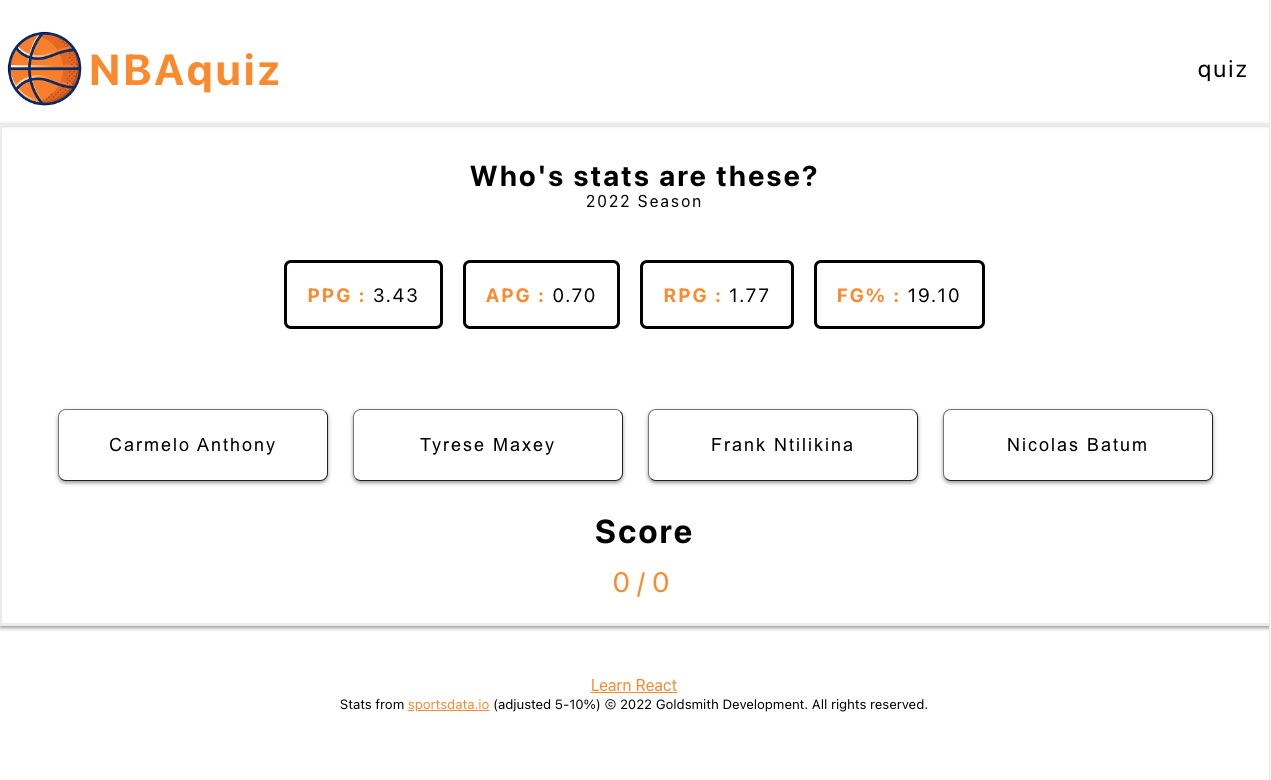 NBAquiz
quiz
Who's stats are these?
2022 Season
PPG : 3.43
APG : 0.70
RPG : 1.77
FG% : 19.10
Carmelo Anthony
Tyrese Maxey
Frank Ntilikina
Nicolas Batum
Score
0 / 0
Learn React
Stats from sportsdata.io (adjusted 5-10%) © 2022 Goldsmith Development. All rights reserved.